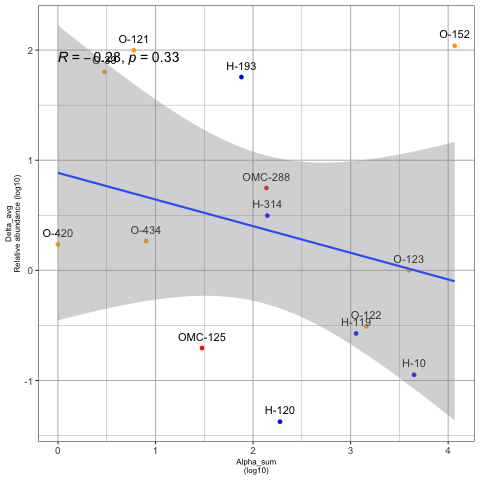 O-152
O-121
R = −0.28, p = 0.33
H-193
OMC-288
H-314
O-420
O-434
O-123
O-122
H-119
OMC-125
H-10
H-120
2
1
0
-1
0
1
2
3
4
Delta_avg
Relative abundance (log10)
Alpha_sum
(log10)